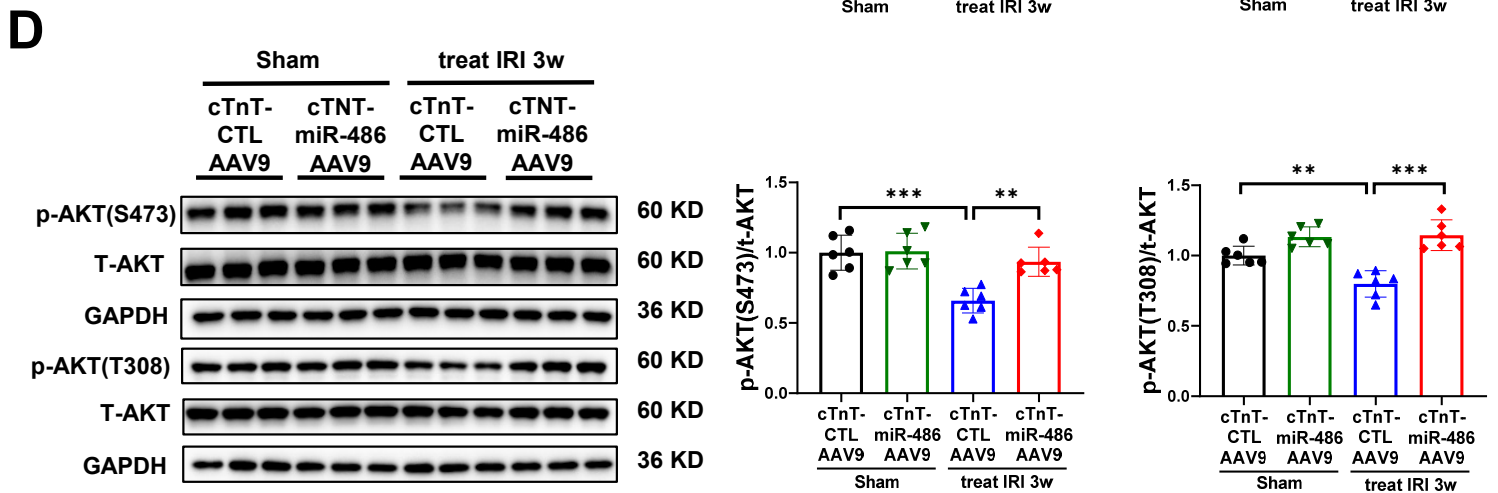 Sham
treat IRI 3w
Sham
treat IRI 3w
D
Sham
treat IRI 3w
cTnT-
CTL
AAV9
cTNT-
miR-486
AAV9
cTnT-
CTL
AAV9
cTNT-
miR-486
AAV9
p-AKT(S473)
60 KD
T-AKT
60 KD
GAPDH
36 KD
p-AKT(T308)
60 KD
T-AKT
60 KD
GAPDH
36 KD
p-AKT(S473)/t-AKT
1.5
1.0
0.5
0.0
***
**
cTnT-
CTL
AAV9
cTnT-
miR-486
AAV9
cTnT-
CTL
AAV9
cTnT-
miR-486
AAV9
Sham
treat IRI 3w
p-AKT(T308)/t-AKT
1.5
1.0
0.5
0.0
**
***
cTnT-
CTL
AAV9
cTnT-
miR-486
AAV9
cTnT-
CTL
AAV9
cTnT-
miR-486
AAV9
Sham
treat IRI 3w